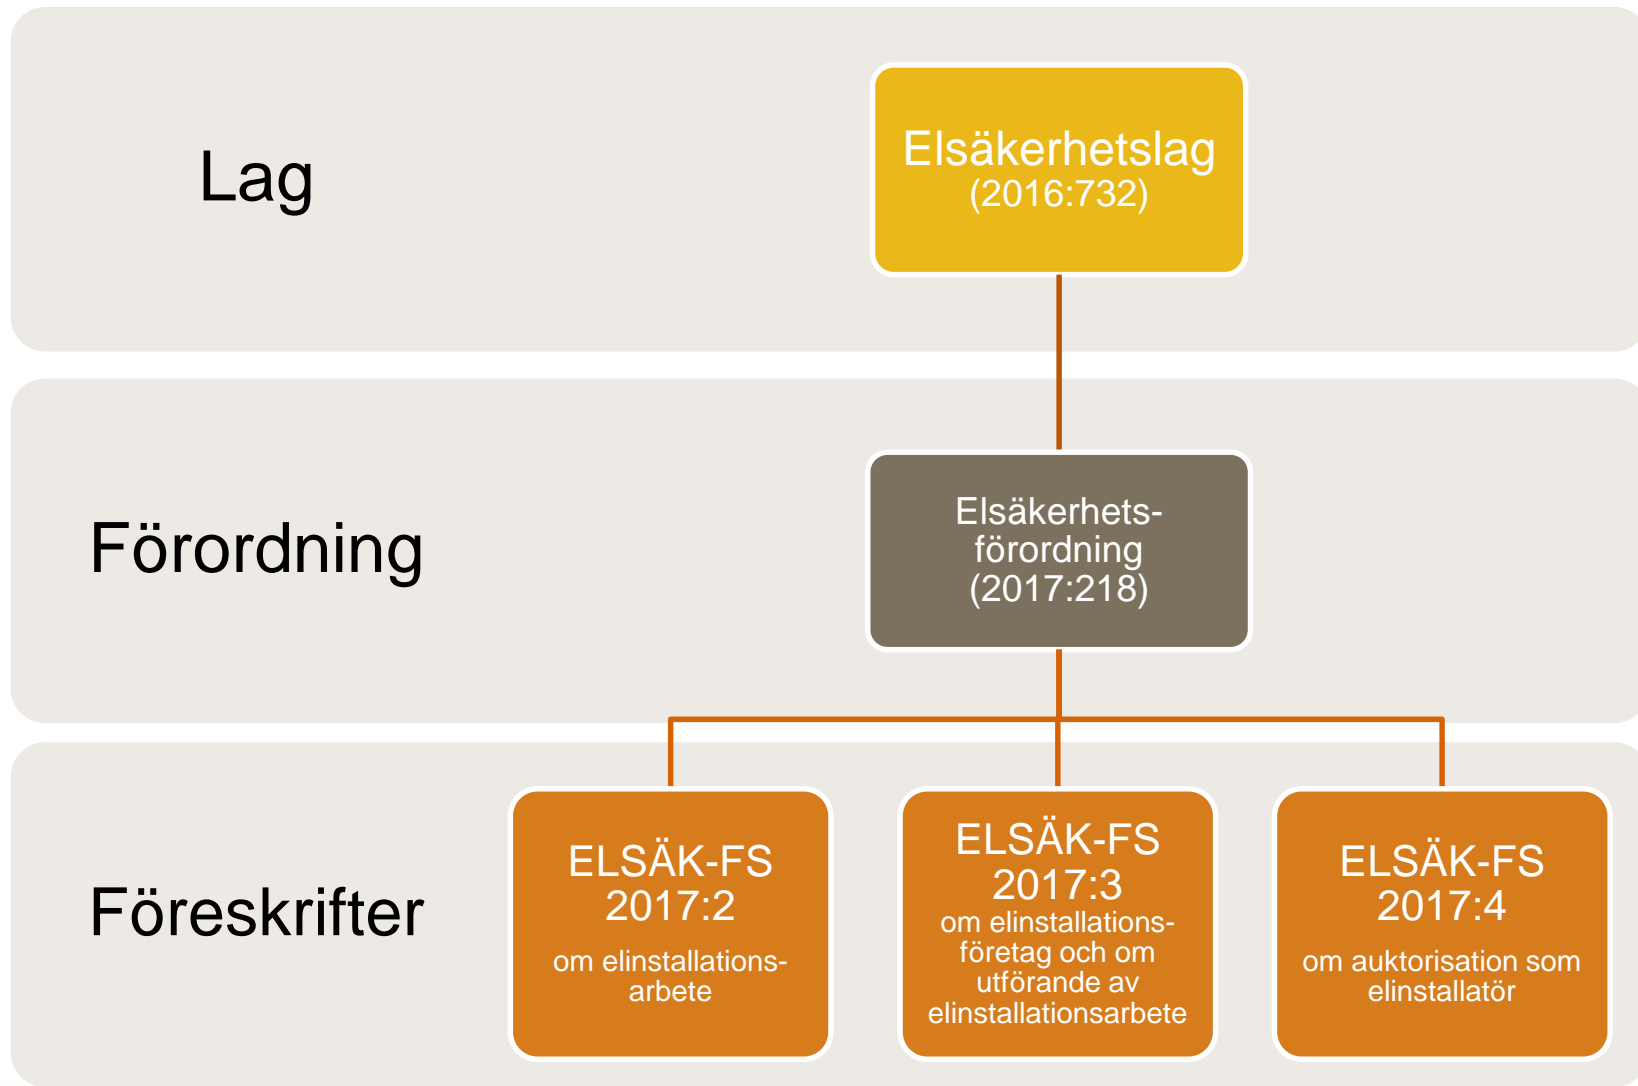 Lag
Elsäkerhetslag
(2016:732)
Förordning
Elsäkerhets-
förordning
(2017:218)
Föreskrifter
ELSÄK-FS
2017:2
om elinstallations-
arbete
ELSÄK-FS
2017:3
om elinstallations-
företag och om
utförande av
elinstallationsarbete
ELSÄK-FS
2017:4
om auktorisation som
elinstallatör